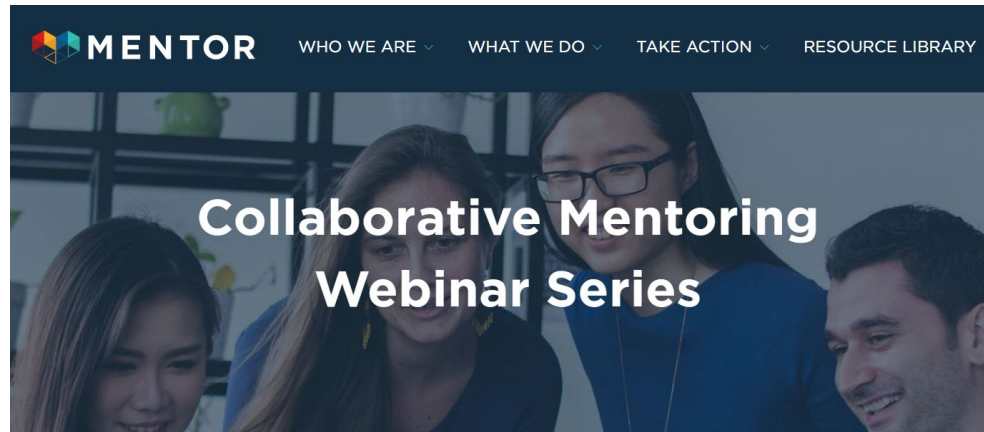 MENTOR
WHO WE ARE
WHAT WE DO
TAKE ACTION
RESOURCE LIBRARY
Collaborative Mentoring
Webinar Series